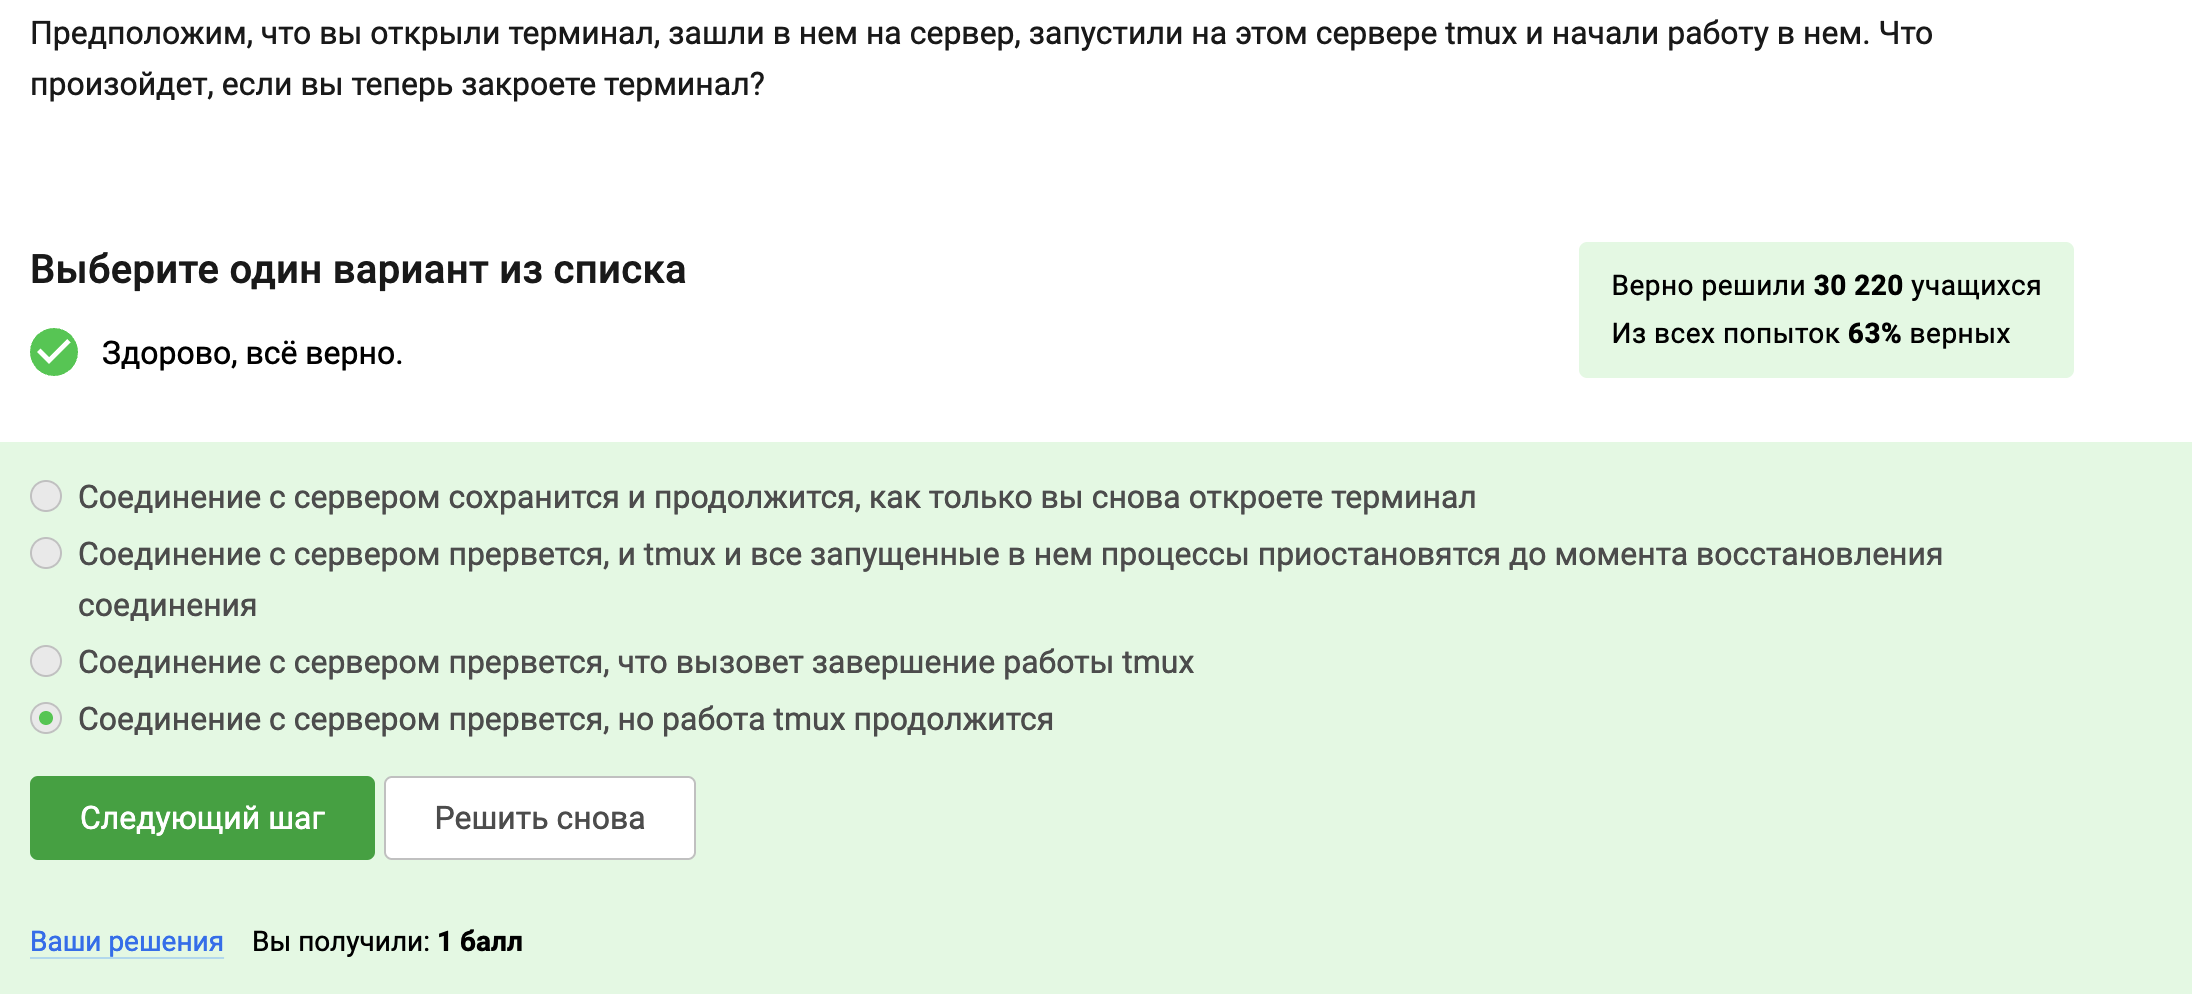 Предположим, что вы открыли терминал, зашли в нем на сервер, запустили на этом сервере tmux и начали работу в нем. Что
произойдет, если вы теперь закроете терминал?
Выберите один вариант из списка
Здорово, всё верно.
Верно решили 30 220 учащихся
Из всех попыток 63% верных
Соединение с сервером сохранится и продолжится, как только вы снова откроете терминал
Соединение с сервером прервется, и tmux и все запущенные в нем процессы приостановятся до момента восстановления
соединения
Соединение с сервером прервется, что вызовет завершение работы tmux
Соединение с сервером прервется, но работа tmux продолжится
Следующий шаг
Решить снова
Ваши решения Вы получили: 1 балл